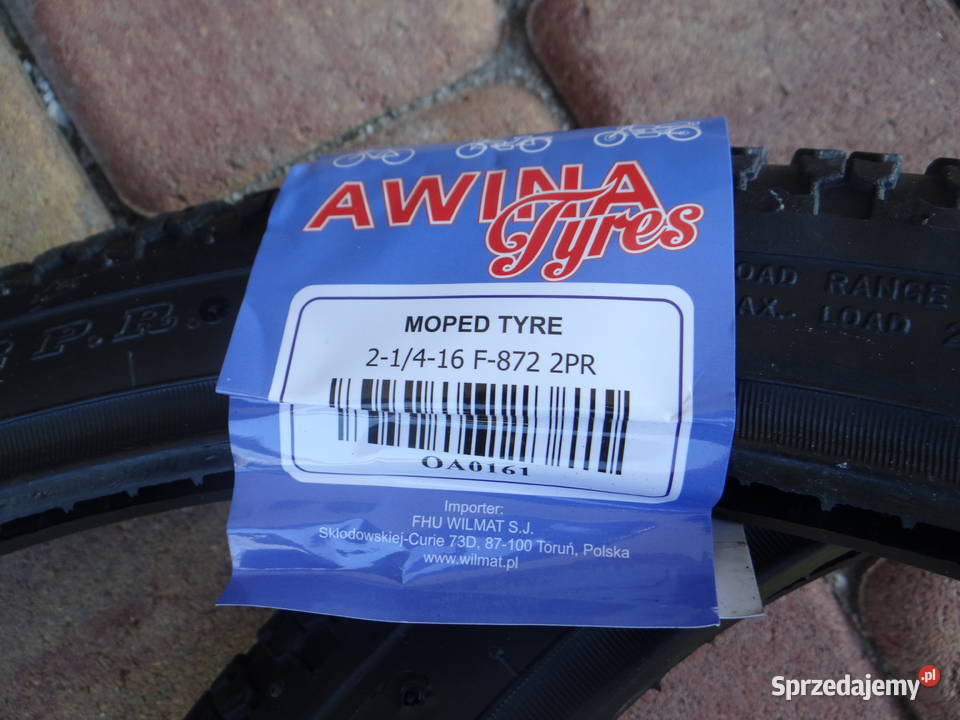 AWINA
Tyres
MOPED TYRE
2-1/4-16 F-872 2PR
OA0161
Importer:
FHU WILMAT S.J.
Skłodowskiej-Curie 73D, 87-100 Toruń, Polska
www.wilmat.pl
P.R.
LOAD RANGE
MAX. LOAD
Sprzedajemy.pl